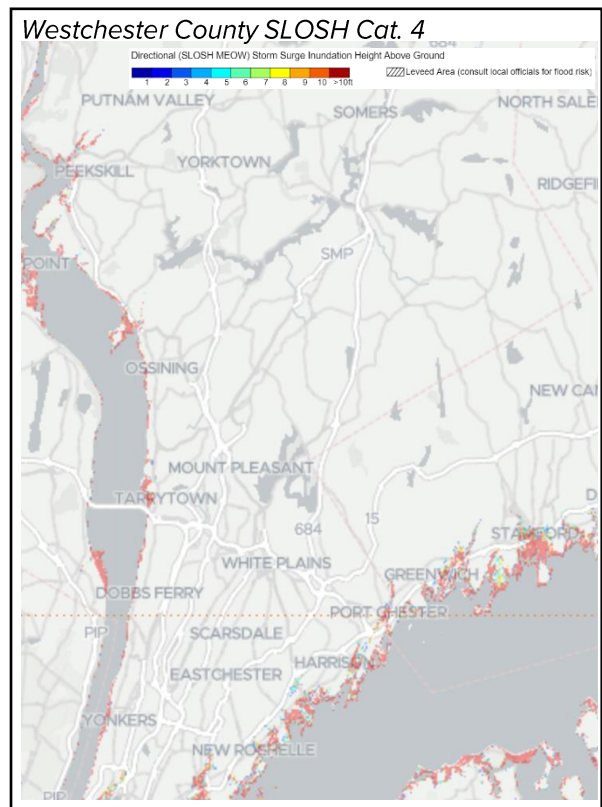 Westchester County SLOSH Cat. 4
684
Directional (SLOSH MEOW) Storm Surge Inundation Height Above Ground
1 2 3 4 5 6 7 8 9 10 >10ft
Leveed Area (consult local officials for flood risk)
PUTNAM VALLEY
SOMERS
NORTH SALE
YORKTOWN
PEEKSKILL
RIDGEFI
SMP
POINT
OSSINING
NEW CA
MOUNT PLEASANT
TARRYTOWN
684
15
D
STAMFORD
WHITE PLAINS
GREENWICH
DOBBS FERRY
PORT CHESTER
PIP
SCARSDALE
HARRISON
EASTCHESTER
YONKERS
NEW ROCHELLE
PIP